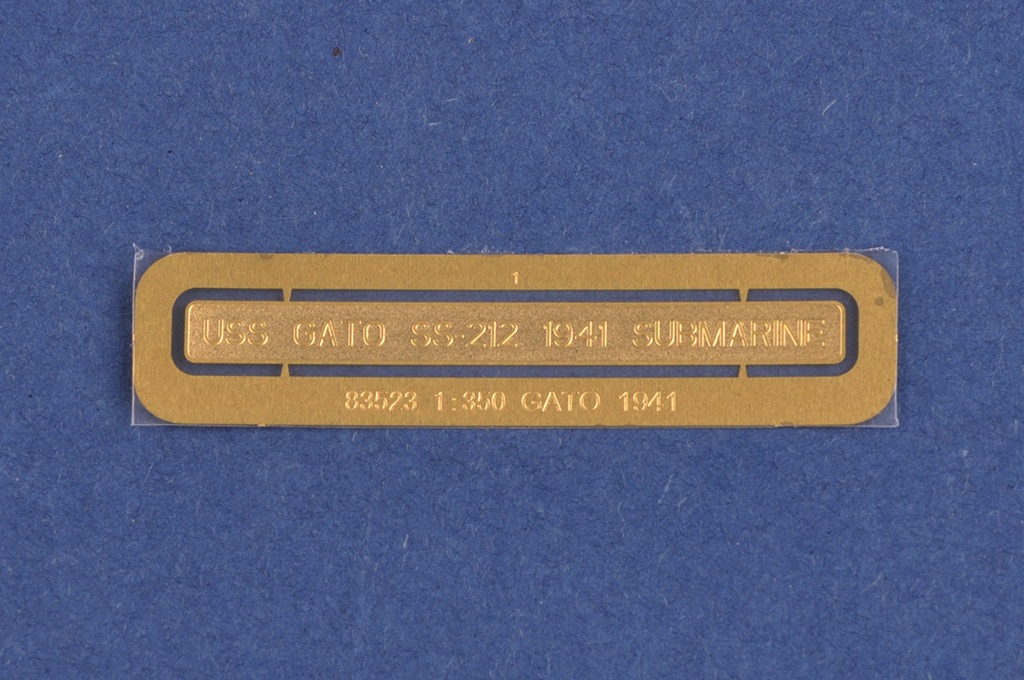 1
USS GATO SS-212 1941 SUBMARINE
83523 1:350 GATO 1941